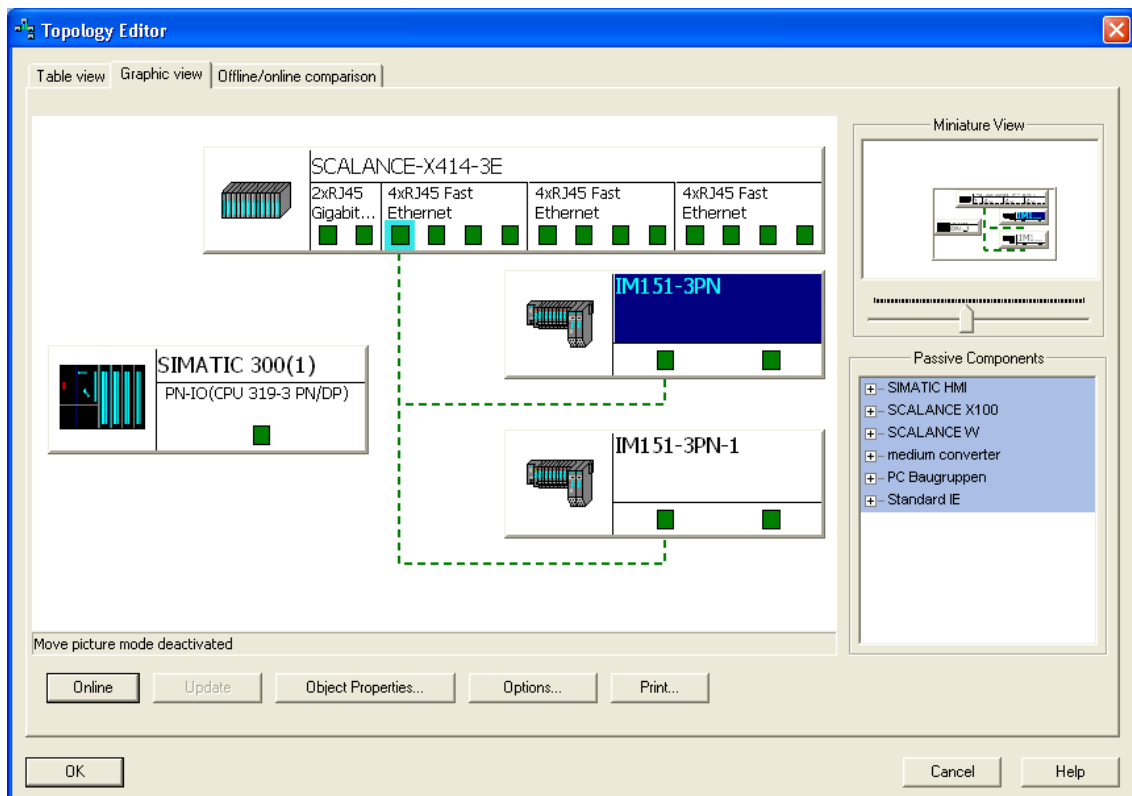 Topology Editor
Table view
Graphic view
Offline/online comparison
SCALANCE-X414-3E
2xRJ45
Gigabit...
4xRJ45 Fast
Ethernet
4xRJ45 Fast
Ethernet
4xRJ45 Fast
Ethernet
IM151-3PN
SIMATIC 300(1)
PN-IO(CPU 319-3 PN/DP)
IM151-3PN-1
Move picture mode deactivated
Miniature View
Passive Components
SIMATIC HMI
SCALANCE X100
SCALANCE W
medium converter
PC Baugruppen
Standard IE
Online
Update
Object Properties...
Options...
Print...
OK
Cancel
Help